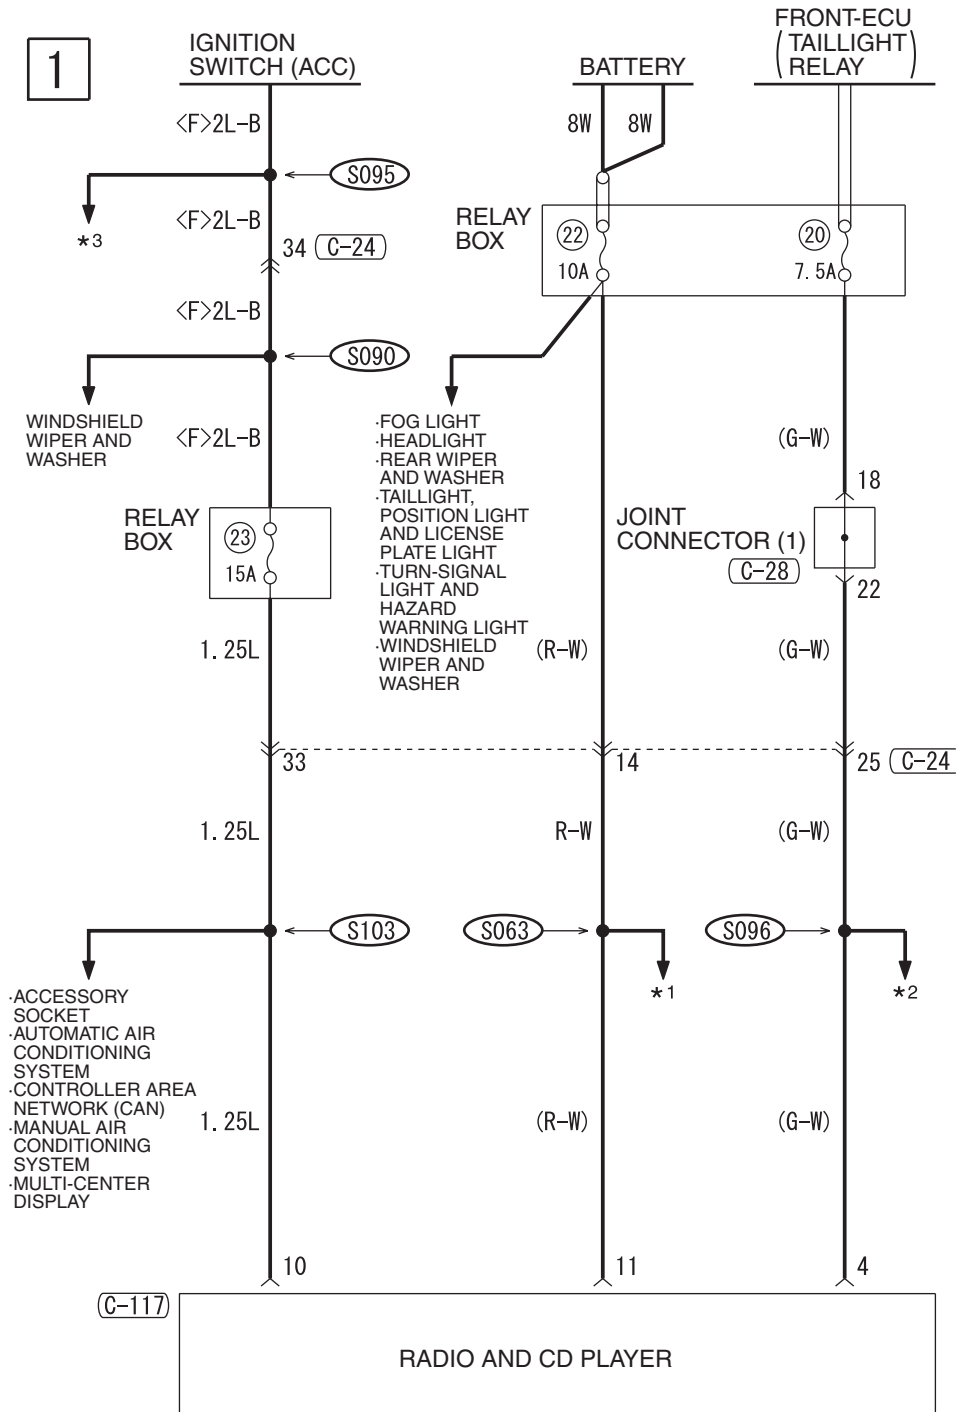 1
IGNITION
SWITCH (ACC)
BATTERY
FRONT-ECU
(TAILLIGHT
RELAY)
<F>2L-B
8W
8W
S095
*3
<F>2L-B
34
C-24
RELAY
BOX
22
10A
20
7.5A
<F>2L-B
S090
WINDSHIELD
WIPER AND
WASHER
<F>2L-B
·FOG LIGHT
·HEADLIGHT
·REAR WIPER
AND WASHER
·TAILLIGHT,
POSITION LIGHT
AND LICENSE
PLATE LIGHT
·TURN-SIGNAL
LIGHT AND
HAZARD
WARNING LIGHT
·WINDSHIELD
WIPER AND
WASHER
(G-W)
18
RELAY
BOX
23
15A
JOINT
CONNECTOR (1)
C-28
22
1.25L
(R-W)
(G-W)
33
14
25
C-24
1.25L
R-W
(G-W)
S103
S063
S096
*1
*2
·ACCESSORY
SOCKET
·AUTOMATIC AIR
CONDITIONING
SYSTEM
·CONTROLLER AREA
NETWORK (CAN)
·MANUAL AIR
CONDITIONING
SYSTEM
·MULTI-CENTER
DISPLAY
1.25L
(R-W)
(G-W)
10
11
4
C-117
RADIO AND CD PLAYER